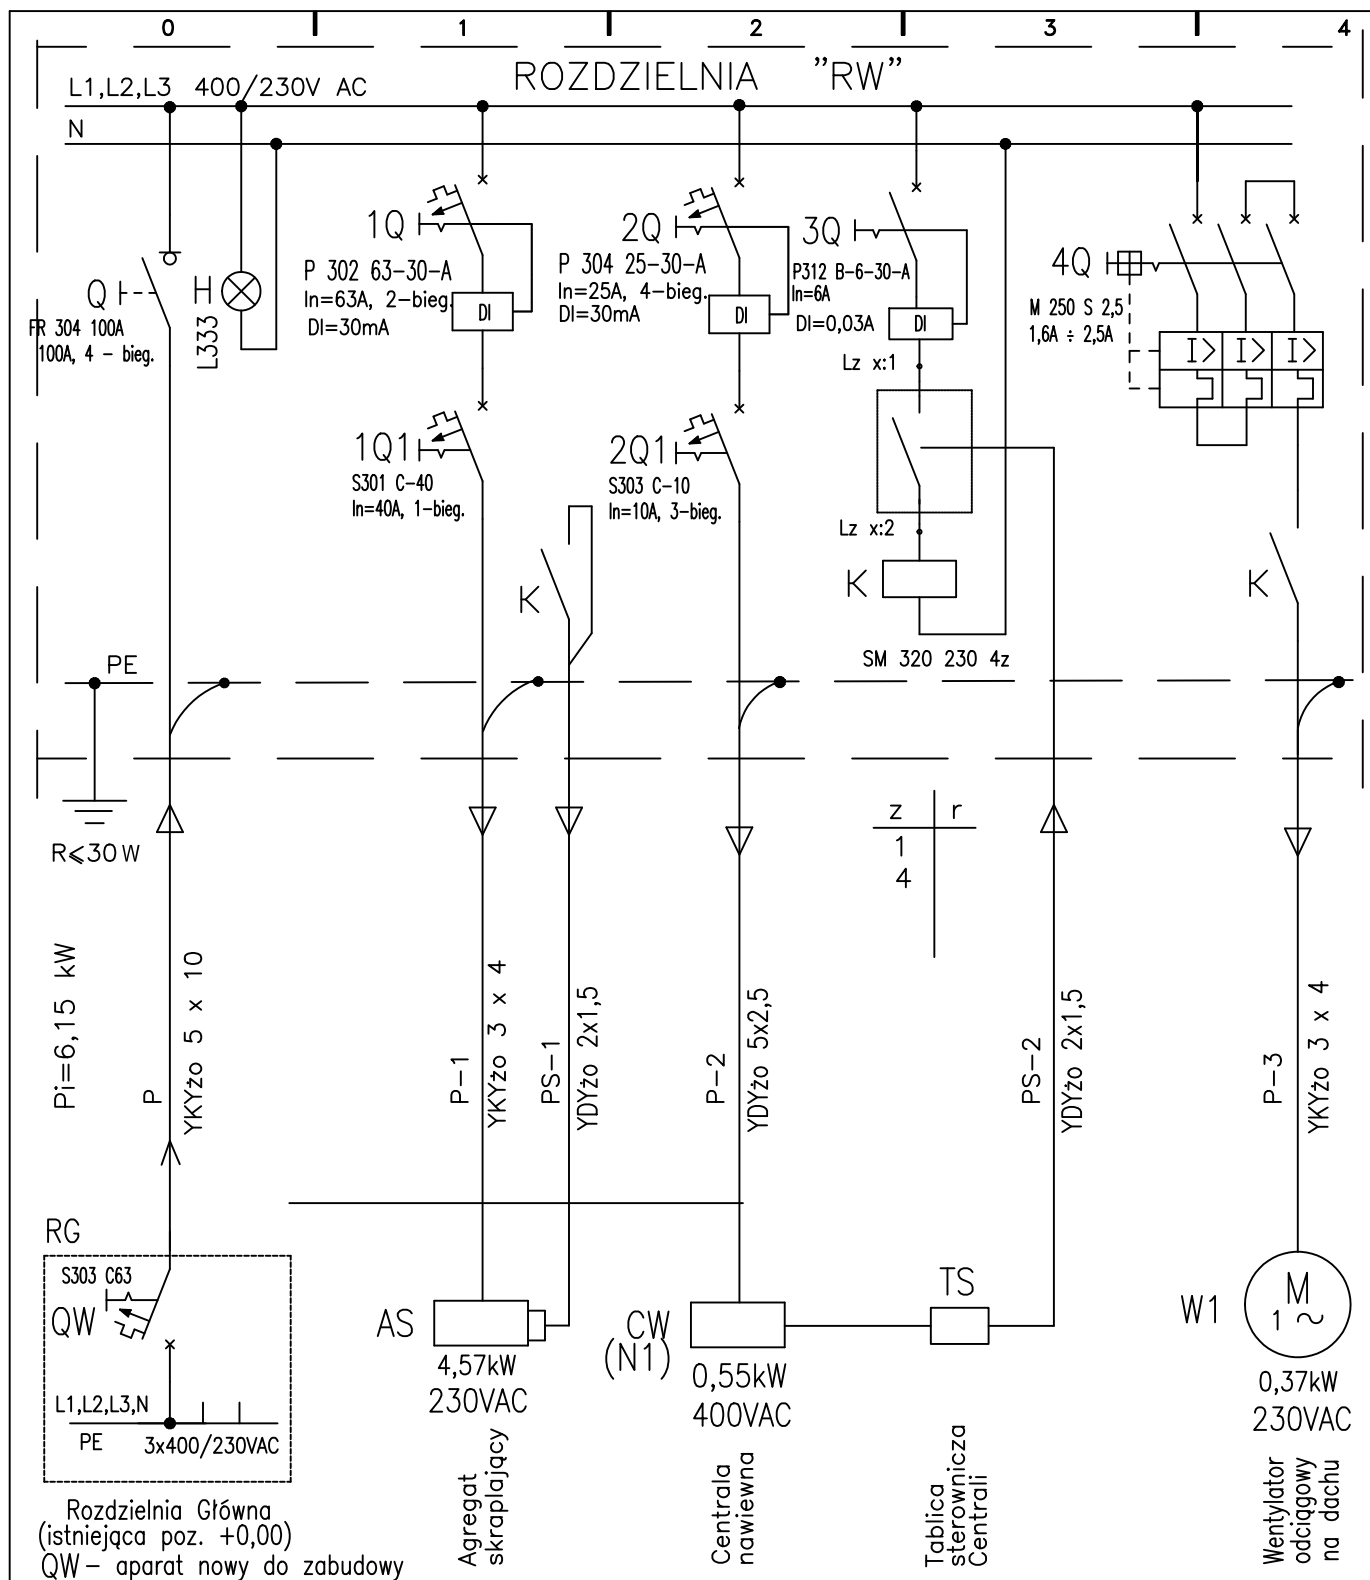 0 1 2 3 4
ROZDZIELNIA "RW"
L1,L2,L3 400/230V AC
N
Q
FR 304 100A
100A, 4 - bieg.
H
L333
1Q
P 302 63-30-A
In=63A, 2-bieg.
DI=30mA
DI
1Q1
S301 C-40
In=40A, 1-bieg.
K
2Q
P 304 25-30-A
In=25A, 4-bieg.
DI=30mA
DI
2Q1
S303 C-10
In=10A, 3-bieg.
3Q
P312 B-6-30-A
In=6A
DI=0,03A
DI
Lz x:1
Lz x:2
K
SM 320 230 4z
4Q
M 250 S 2,5
1,6A ÷ 2,5A
I> I> I>
K
PE
R⩽30W
z r
1
4
Pi=6,15 kW
P
YKYżo 5 x 10
P-1
YKYżo 3 x 4
PS-1
YDYżo 2x1,5
P-2
YDYżo 5x2,5
PS-2
YDYżo 2x1,5
P-3
YKYżo 3 x 4
RG
S303 C63
QW
L1,L2,L3,N
PE
3x400/230VAC
Rozdzielnia Główna
(istniejąca poz. +0,00)
QW- aparat nowy do zabudowy
AS
4,57kW
230VAC
Agregat
skraplający
CW
(N1)
0,55kW
400VAC
Centrala
nawiewna
TS
Tablica
sterownicza
Centrali
W1
M
1 ~
0,37kW
230VAC
Wentylator
odciągowy
na dachu